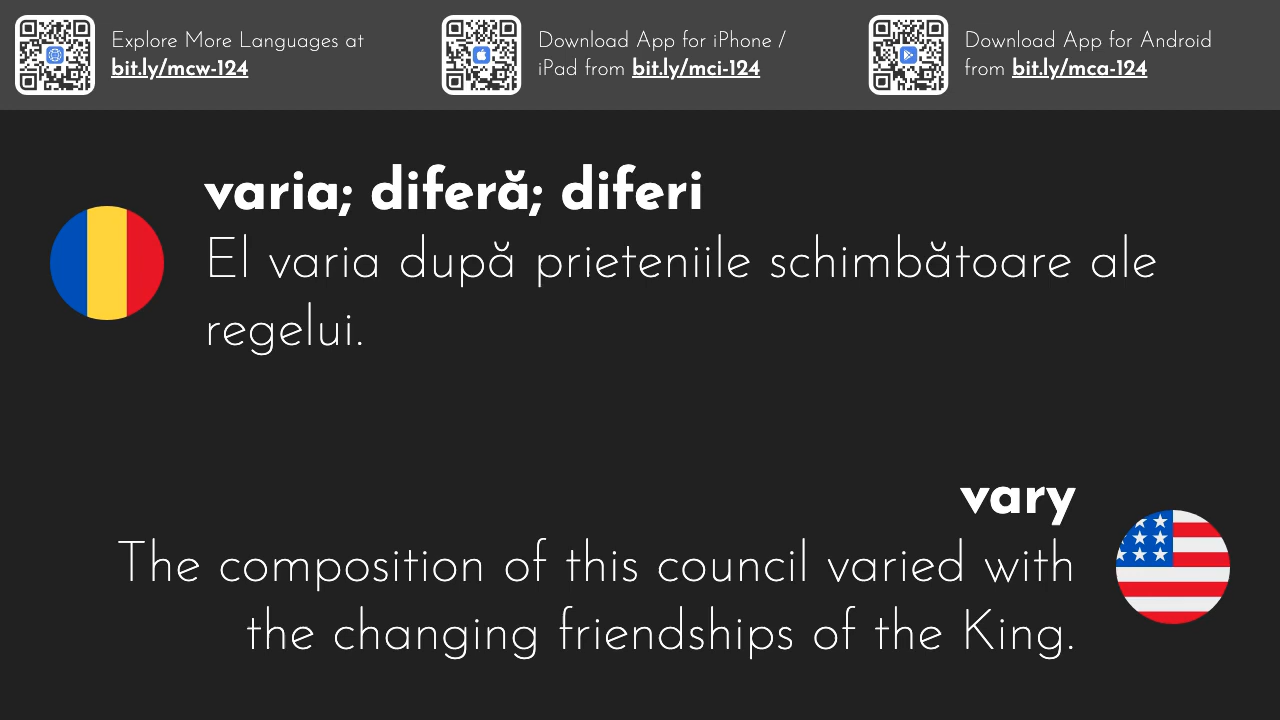 Explore More Languages at
bit.ly/mcw-124
Download App for iPhone /
iPad from bit.ly/mci-124
Download App for Android
from bit.ly/mca-124
varia; diferă; diferi
El varia după prieteniile schimbătoare ale
regelui.
vary
The composition of this council varied with
the changing friendships of the King.